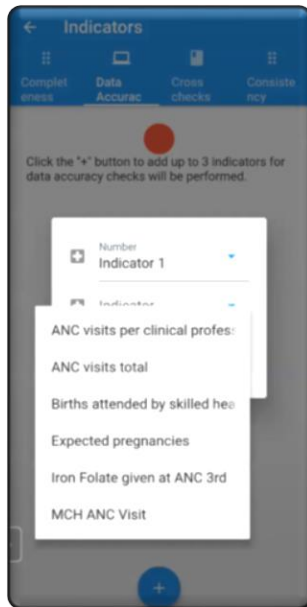 Indicators
Complet
eness
Data
Accurac
Cross
checks
Consiste
ncy
Click the "+" button to add up to 3 indicators for
data accuracy checks will be performed.
Number
Indicator 1
Indicator
ANC visits per clinical profes
ANC visits total
Births attended by skilled hea
Expected pregnancies
Iron Folate given at ANC 3rd
MCH ANC Visit